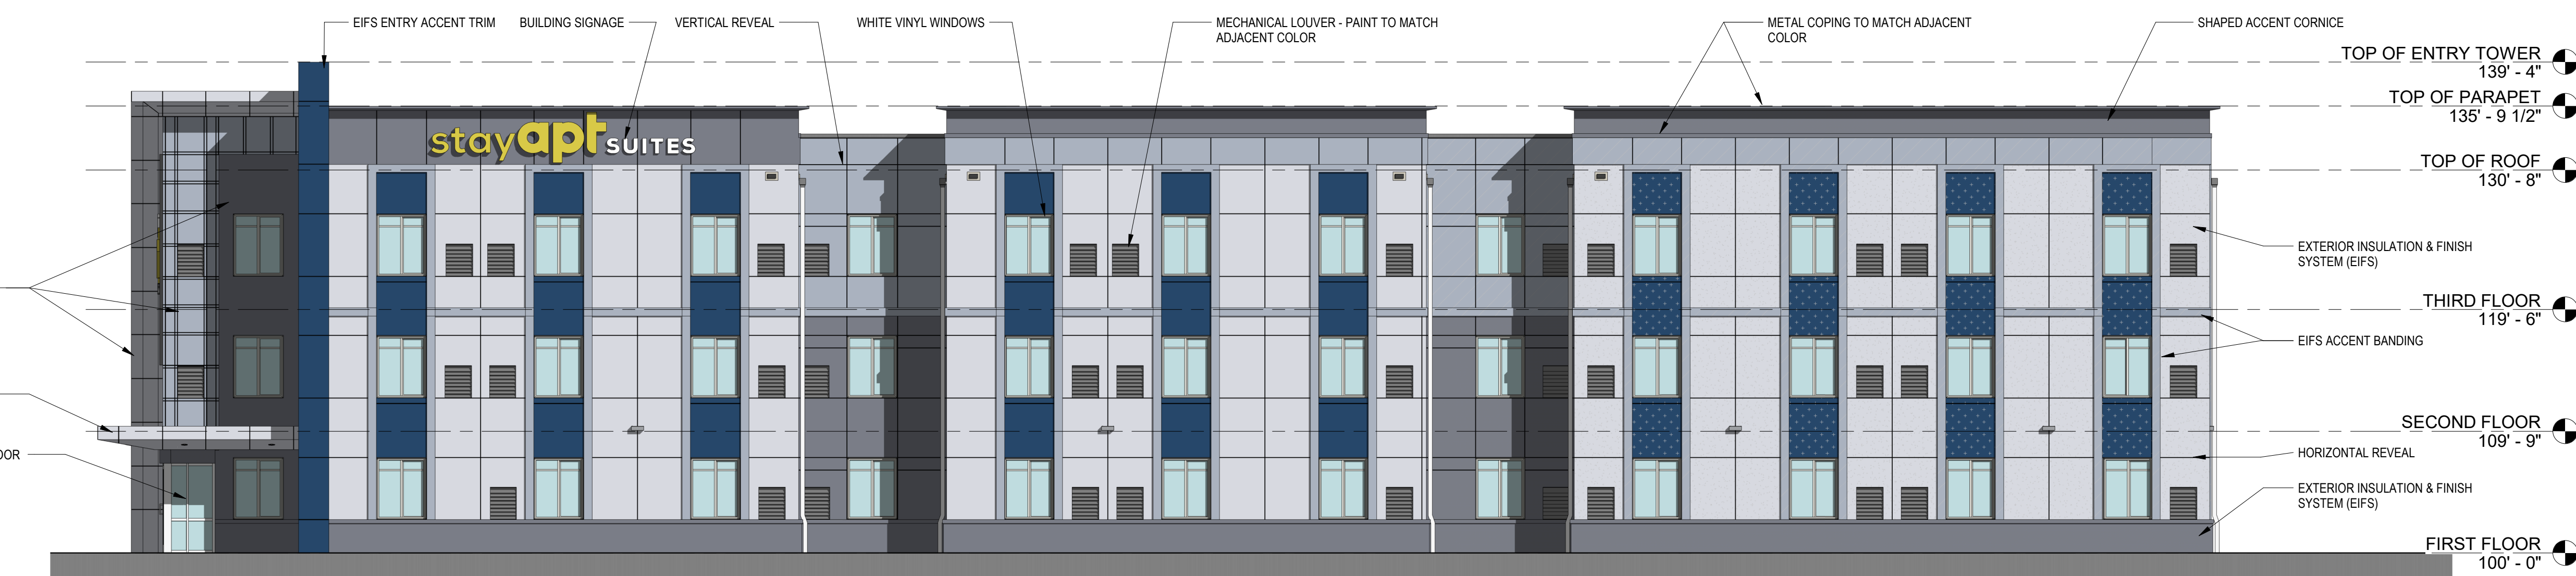 EIFS ENTRY ACCENT TRIM
BUILDING SIGNAGE
VERTICAL REVEAL
WHITE VINYL WINDOWS
MECHANICAL LOUVER - PAINT TO MATCH
ADJACENT COLOR
METAL COPING TO MATCH ADJACENT
COLOR
SHAPED ACCENT CORNICE
TOP OF ENTRY TOWER
139' - 4"
TOP OF PARAPET
135' - 9 1/2"
stayapt SUITES
TOP OF ROOF
130' - 8"
EXTERIOR INSULATION & FINISH
SYSTEM (EIFS)
THIRD FLOOR
119' - 6"
EIFS ACCENT BANDING
SECOND FLOOR
109' - 9"
OOR
HORIZONTAL REVEAL
EXTERIOR INSULATION & FINISH
SYSTEM (EIFS)
FIRST FLOOR
100' - 0"